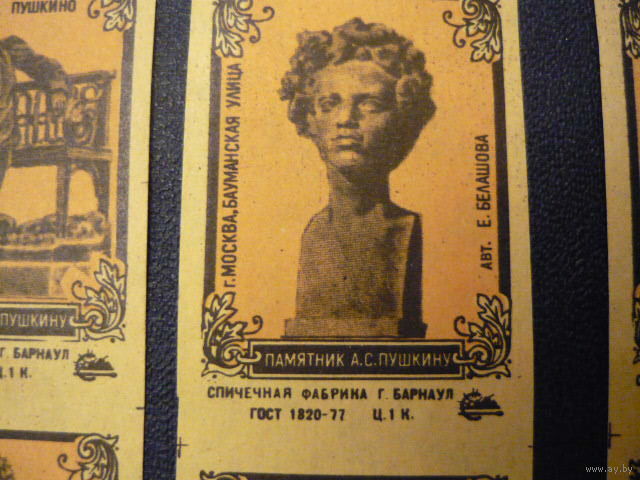 ПУШКИНО
ПУШКИНУ
Г. БАРНАУЛ
Ц.1 К.
г. МОСКВА, БАУМАНСКАЯ УЛИЦА
АВТ. Е. БЕЛАШОВА
ПАМЯТНИК А.С.ПУШКИНУ
СПИЧЕЧНАЯ ФАБРИКА Г. БАРНАУЛ
ГОСТ 1820-77 Ц.1 К.
www.ay.by